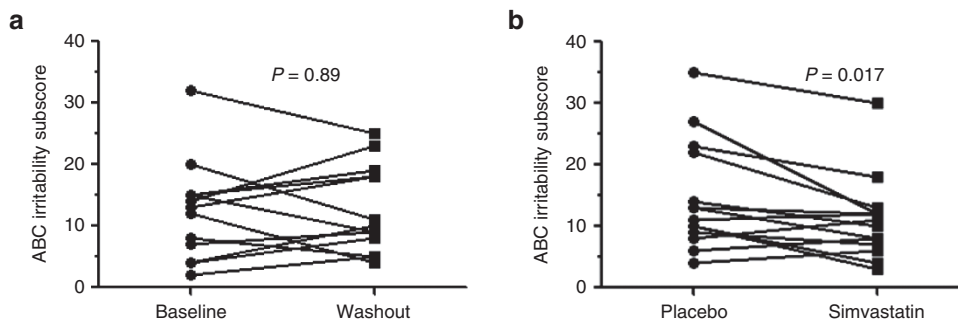 a
ABC irritability subscore
40
30
20
10
0
P = 0.89
Baseline
Washout
b
ABC irritability subscore
40
30
20
10
0
P = 0.017
Placebo
Simvastatin